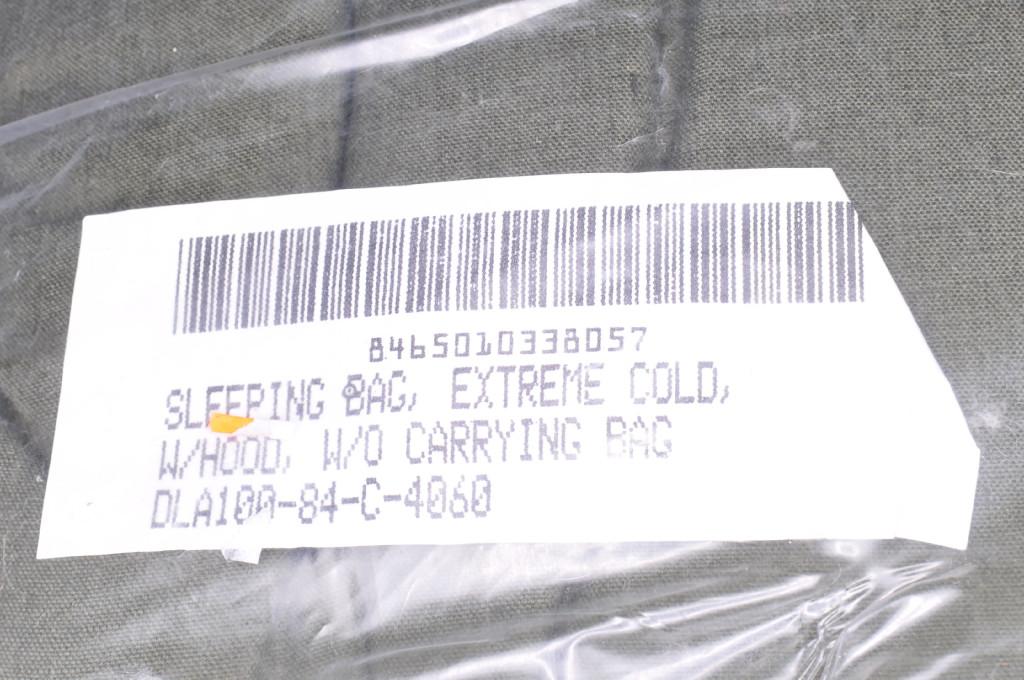 8465010338057
SLEEPING BAG, EXTREME COLD,
W/HOOD, W/O CARRYING BAG
DLA100-84-C-4060